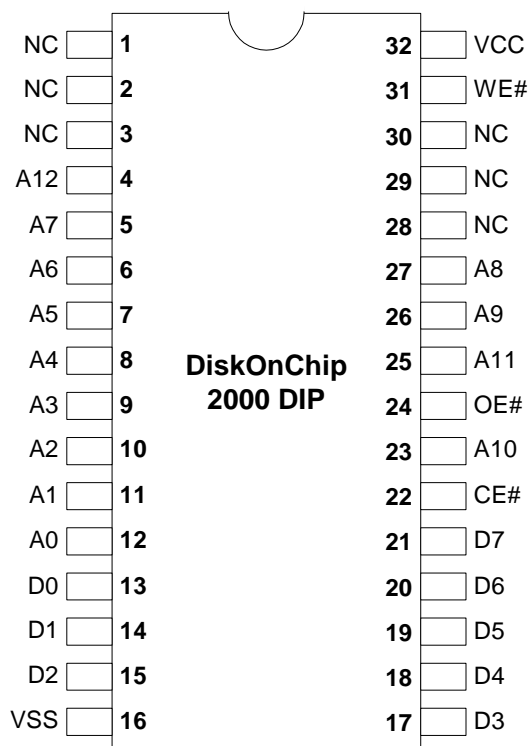 NC 1 32 VCC
NC 2 31 WE#
NC 3 30 NC
A12 4 29 NC
A7 5 28 NC
A6 6 27 A8
A5 7 26 A9
A4 8 25 A11
DiskOnChip
2000 DIP
A3 9 24 OE#
A2 10 23 A10
A1 11 22 CE#
A0 12 21 D7
D0 13 20 D6
D1 14 19 D5
D2 15 18 D4
VSS 16 17 D3